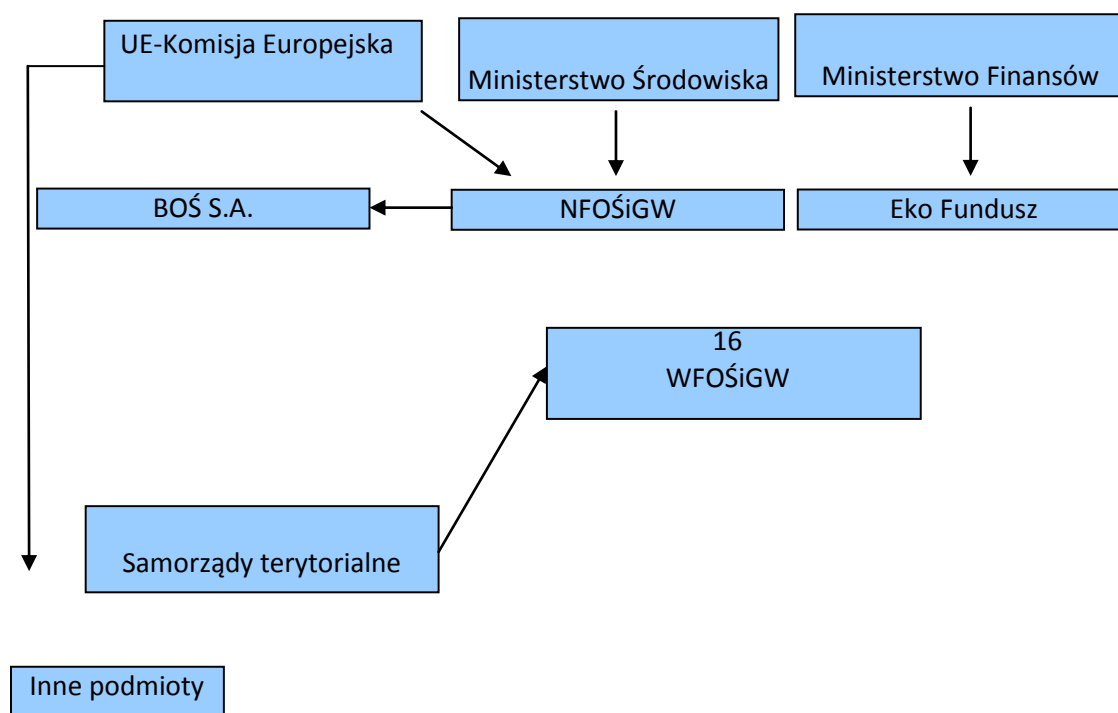 UE-Komisja Europejska
Ministerstwo Środowiska
Ministerstwo Finansów
BOŚ S.A.
NFOŚiGW
Eko Fundusz
16
WFOŚiGW
Samorządy terytorialne
Inne podmioty